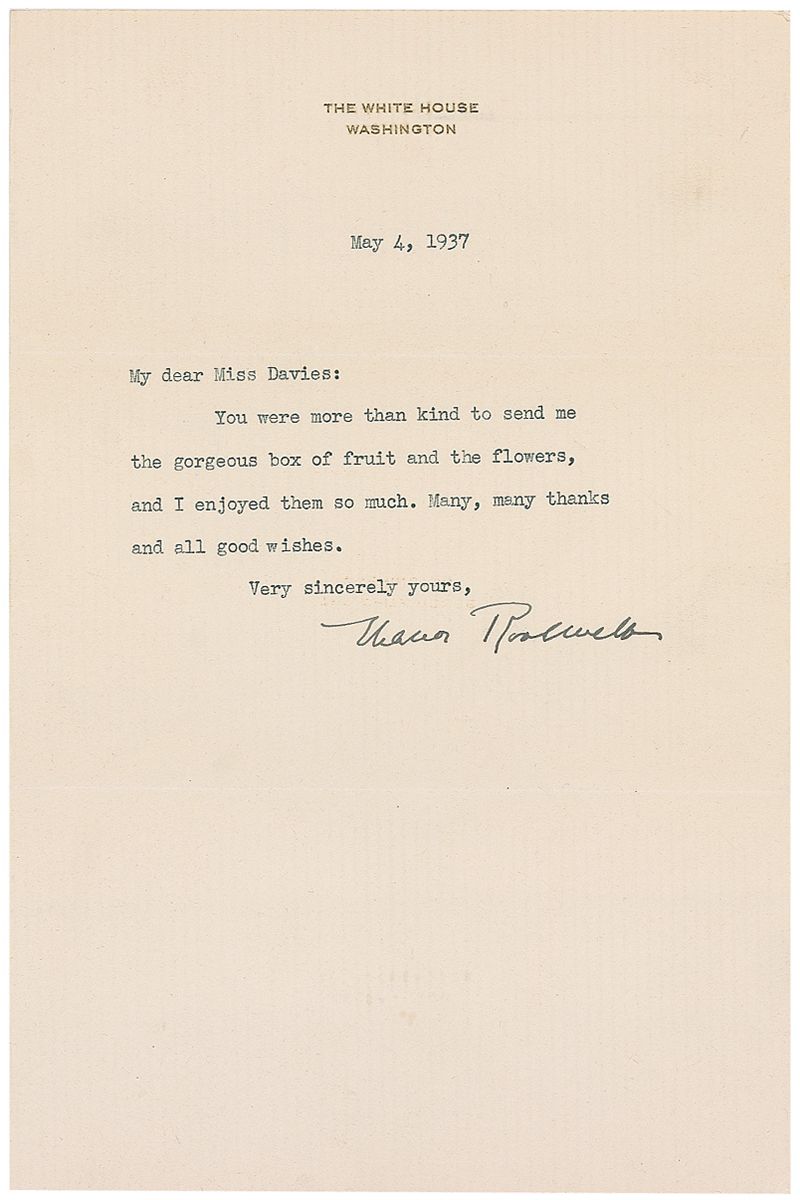 THE WHITE HOUSE
WASHINGTON
May 4, 1937
My dear Miss Davies:
You were more than kind to send me
the gorgeous box of fruit and the flowers,
and I enjoyed them so much. Many, many thanks
and all good wishes.
Very sincerely yours,
Eleanor Roosevelt